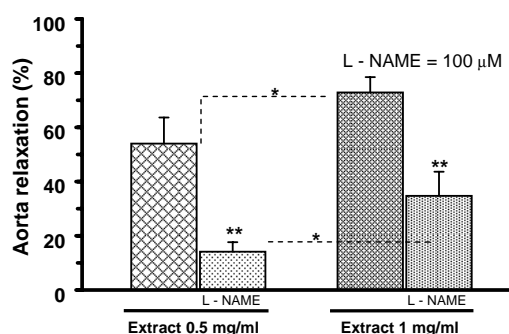 100
80
60
40
20
0
Aorta relaxation (%)
L - NAME = 100 μM
*
**
**
*
L - NAME
L - NAME
Extract 0.5 mg/ml
Extract 1 mg/ml